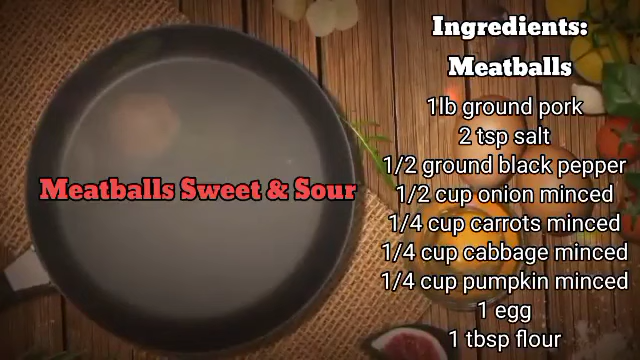 Meatballs Sweet & Sour
Ingredients:
Meatballs
1lb ground pork
2 tsp salt
1/2 ground black pepper
1/2 cup onion minced
1/4 cup carrots minced
1/4 cup cabbage minced
1/4 cup pumpkin minced
1 egg
1 tbsp flour